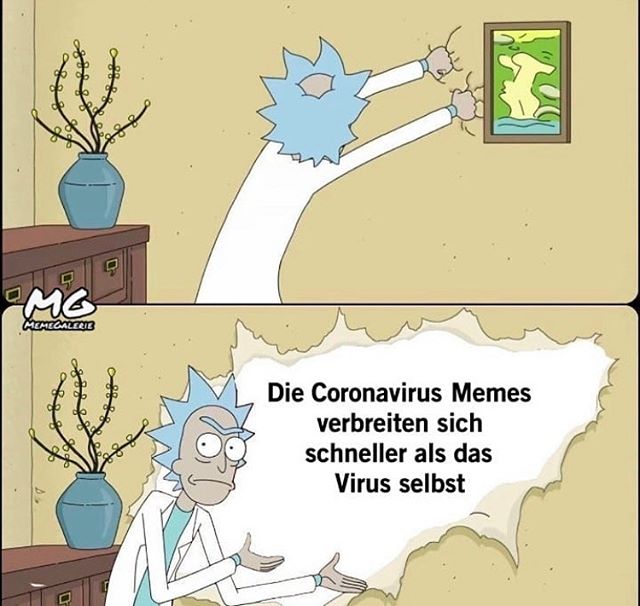 MG
MEMEGALERIE
Die Coronavirus Memes
verbreiten sich
schneller als das
Virus selbst